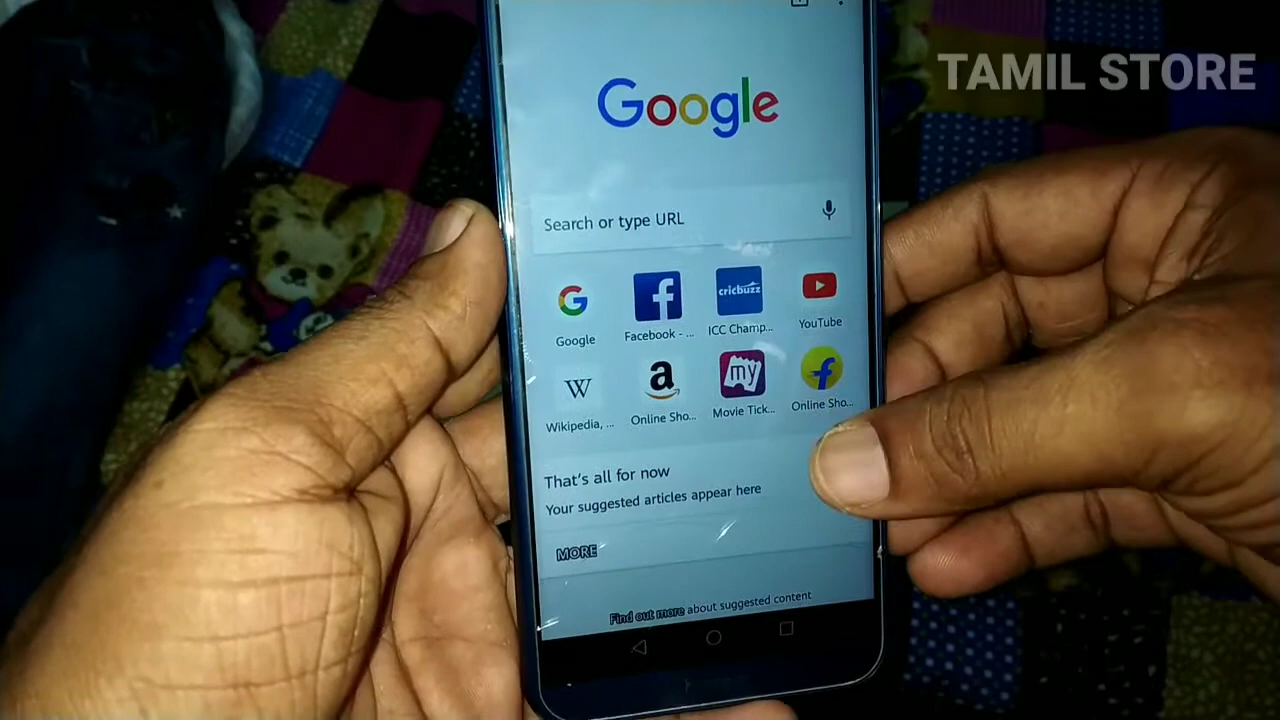 TAMIL STORE
Google
Search or type URL
cricbuzz
Google
Facebook - ...
ICC Champ...
YouTube
W
a
my
Wikipedia, ...
Online Sho...
Movie Tick...
Online Sho...
That's all for now
Your suggested articles appear here
MORE
Find out more about suggested content